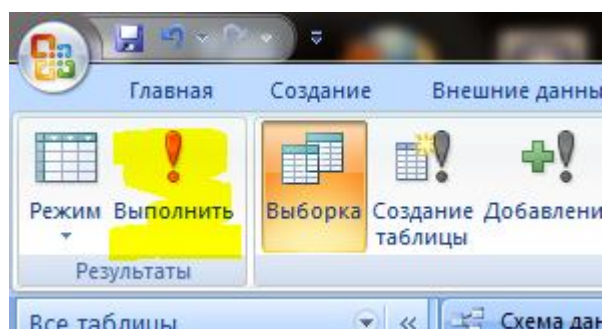 Главная Создание Внешние данны
Режим Выполнить Выборка Создание таблицы Добавлени
Результаты
Все таблицы Схема дан